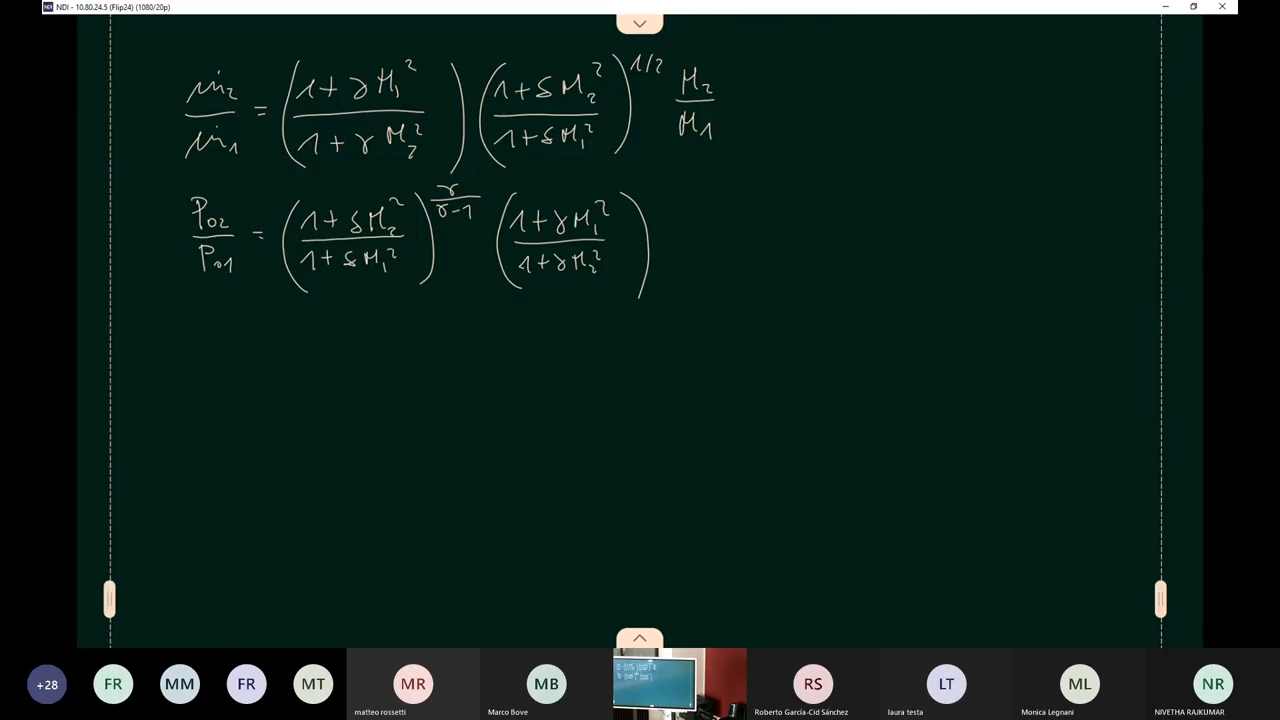 NDI - 10.80.24.5 (Flip24) (1080/20p)
ṁ₂/ṁ₁ = ((1+γM₁²)/(1+γM₂²)) ((1+δM₂²)/(1+δM₁²))^(1/2) M₂/M₁
P₀₂/P₀₁ = ((1+δM₂²)/(1+δM₁²))^(γ/(γ-1)) ((1+γM₁²)/(1+γM₂²))
+28
FR
MM
FR
MT
MR
MB
RS
LT
ML
NR
matteo rossetti
Marco Bove
Roberto García-Cid Sánchez
laura testa
Monica Legnani
NIVETHA RAJKUMAR